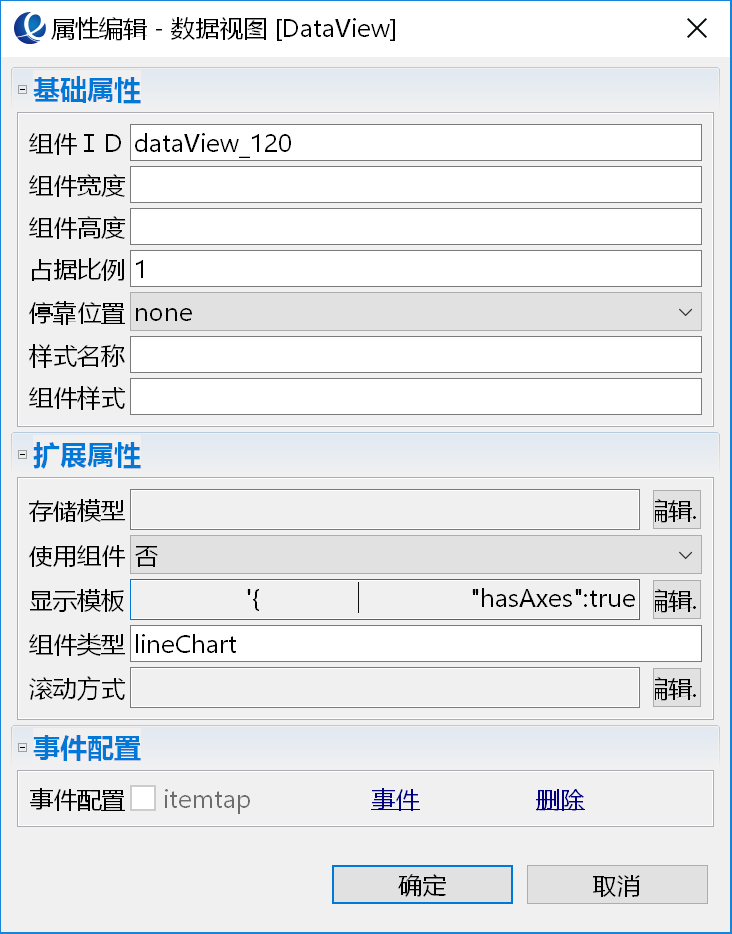 属性编辑 - 数据视图 [DataView]
基础属性
组件ＩＤ dataView_120
组件宽度
组件高度
占据比例 1
停靠位置 none
样式名称
组件样式
扩展属性
存储模型 编辑.
使用组件 否
显示模板 '{ "hasAxes":true 编辑.
组件类型 lineChart
滚动方式 编辑.
事件配置
事件配置 itemtap 事件 删除
确定 取消